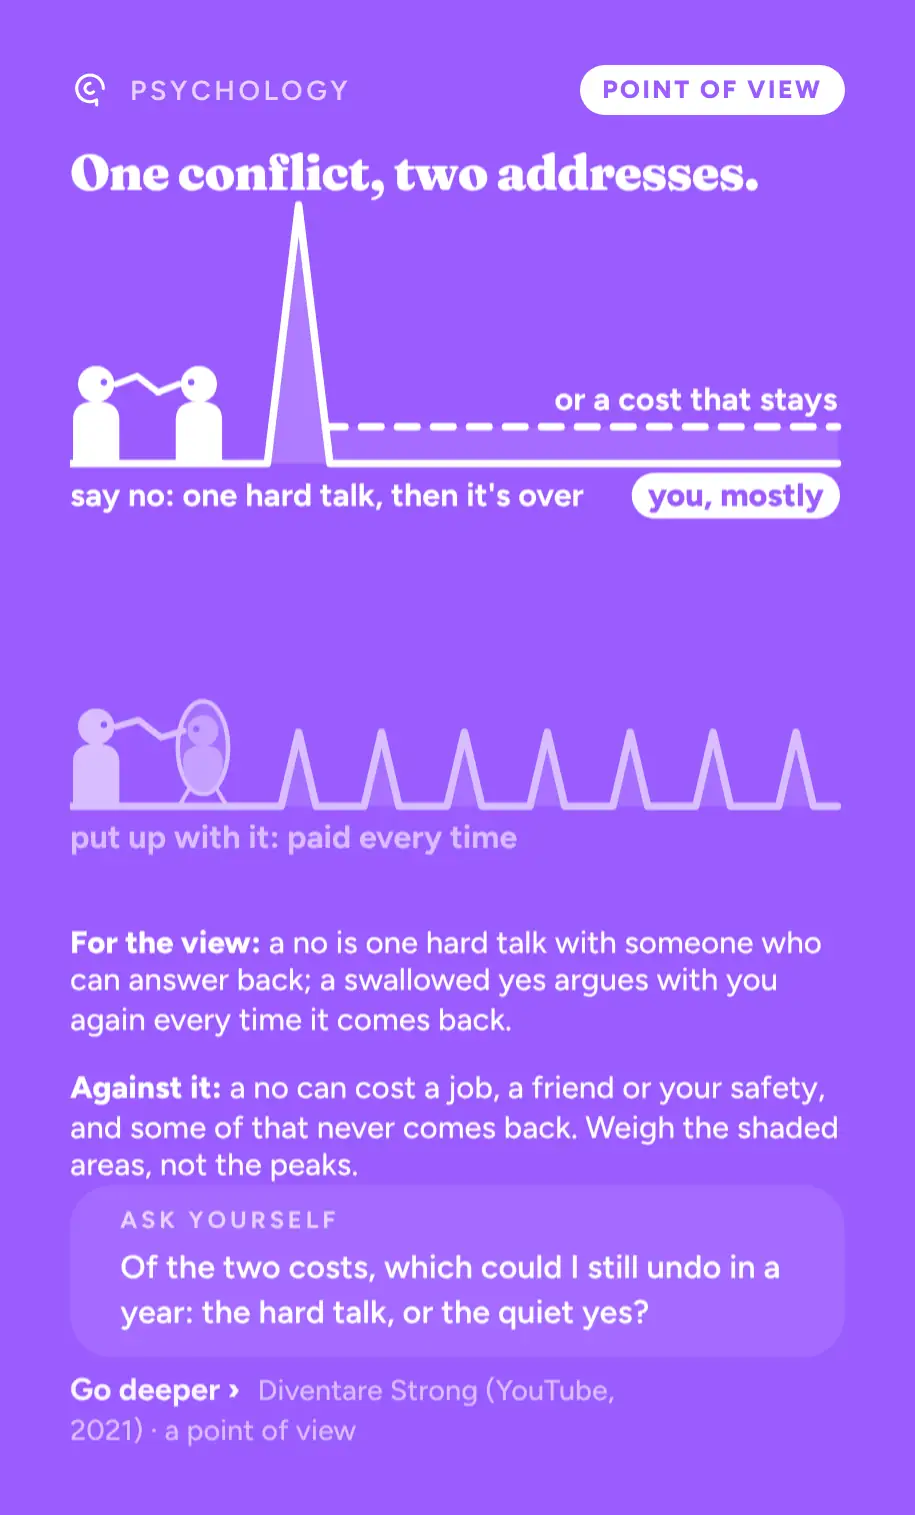 PSYCHOLOGY
POINT OF VIEW
One conflict, two addresses.
or a cost that stays
say no: one hard talk, then it's over
you, mostly
put up with it: paid every time
For the view: a no is one hard talk with someone who
can answer back; a swallowed yes argues with you
again every time it comes back.
Against it: a no can cost a job, a friend or your safety,
and some of that never comes back. Weigh the shaded
areas, not the peaks.
ASK YOURSELF
Of the two costs, which could I still undo in a
year: the hard talk, or the quiet yes?
Go deeper › Diventare Strong (YouTube,
2021) · a point of view